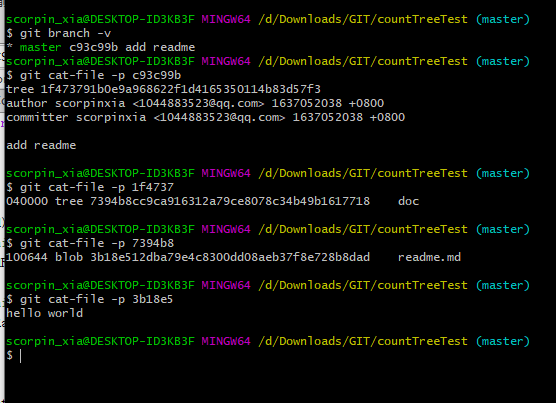 scorpin_xia@DESKTOP-ID3KB3F MINGW64 /d/Downloads/GIT/countTreeTest (master)
$ git branch -v
* master c93c99b add readme
scorpin_xia@DESKTOP-ID3KB3F MINGW64 /d/Downloads/GIT/countTreeTest (master)
$ git cat-file -p c93c99b
tree 1f473791b0e9a968622f1d4165350114b83d57f3
author scorpinxia <1044883523@qq.com> 1637052038 +0800
committer scorpinxia <1044883523@qq.com> 1637052038 +0800
add readme
scorpin_xia@DESKTOP-ID3KB3F MINGW64 /d/Downloads/GIT/countTreeTest (master)
$ git cat-file -p 1f4737
040000 tree 7394b8cc9ca916312a79ce8078c34b49b1617718    doc
scorpin_xia@DESKTOP-ID3KB3F MINGW64 /d/Downloads/GIT/countTreeTest (master)
$ git cat-file -p 7394b8
100644 blob 3b18e512dba79e4c8300dd08aeb37f8e728b8dad    readme.md
scorpin_xia@DESKTOP-ID3KB3F MINGW64 /d/Downloads/GIT/countTreeTest (master)
$ git cat-file -p 3b18e5
hello world
scorpin_xia@DESKTOP-ID3KB3F MINGW64 /d/Downloads/GIT/countTreeTest (master)
$